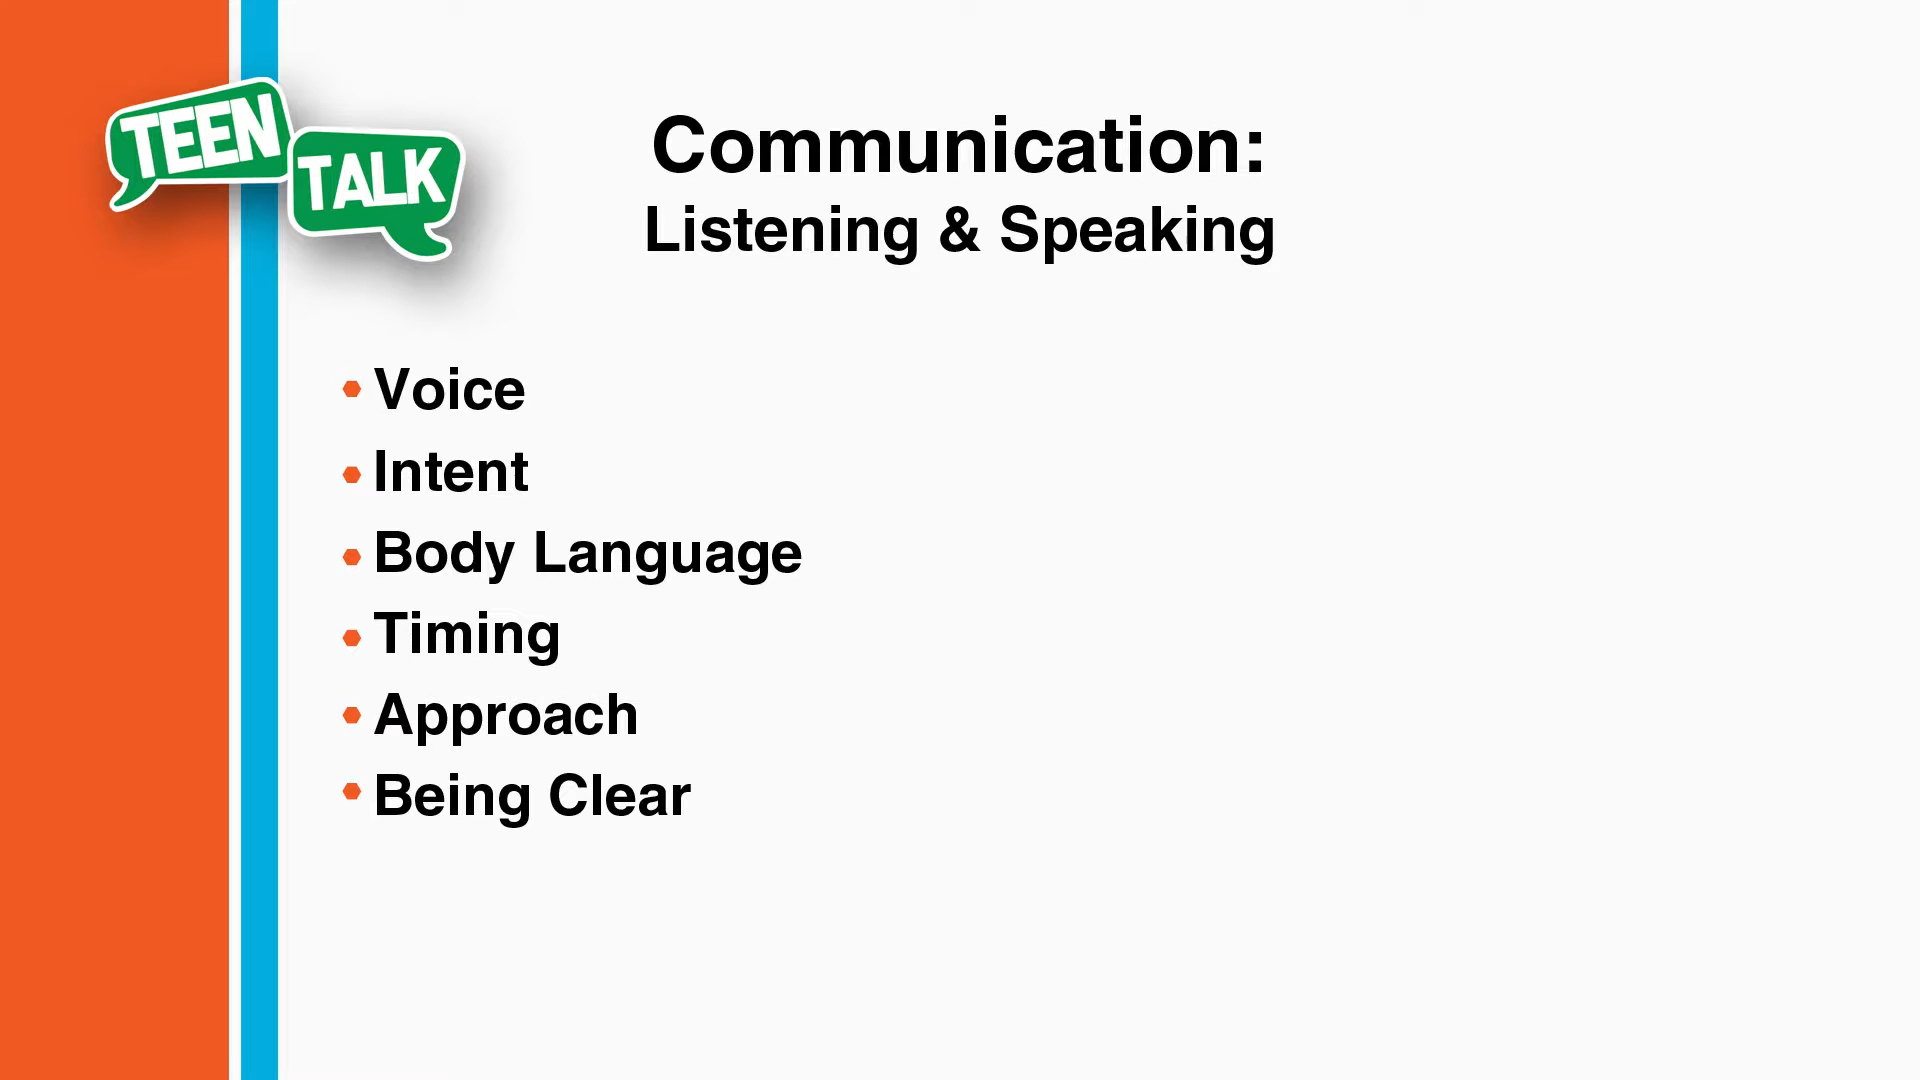 TEEN
TALK
Communication:
Listening & Speaking
• Voice
• Intent
• Body Language
• Timing
• Approach
• Being Clear